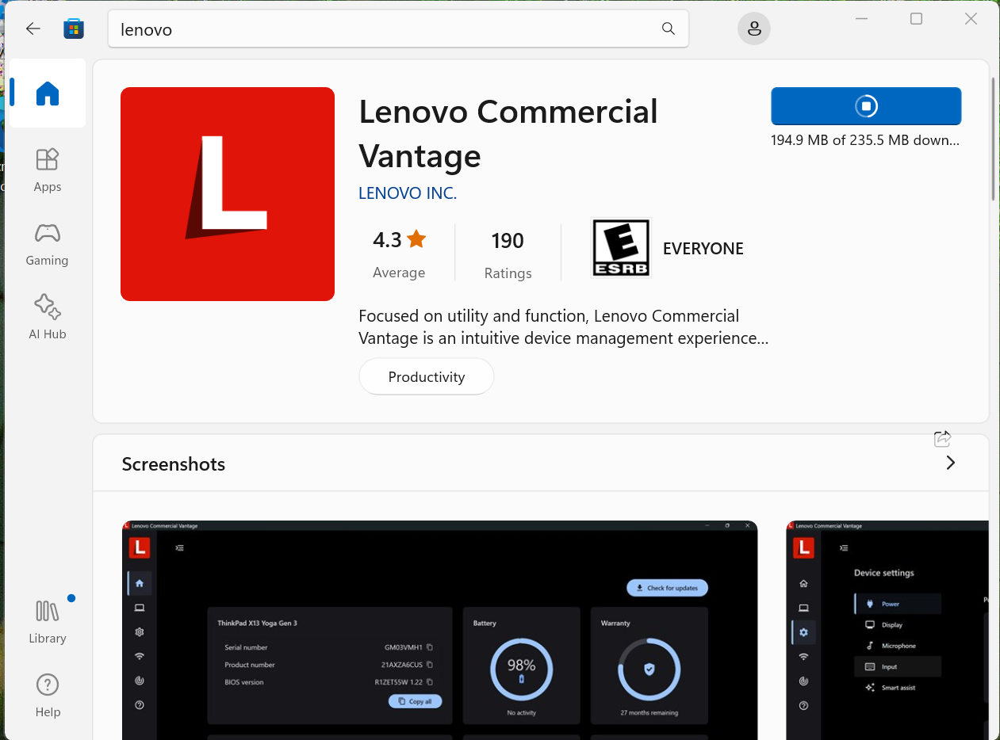 lenovo
Apps
Gaming
AI Hub
Library
Help
L
Lenovo Commercial
Vantage
LENOVO INC.
194.9 MB of 235.5 MB down...
4.3
Average
190
Ratings
E
ESRB
EVERYONE
Focused on utility and function, Lenovo Commercial
Vantage is an intuitive device management experience...
Productivity
Screenshots
Lenovo Commercial Vantage
L
Check for updates
ThinkPad X13 Yoga Gen 3
Serial number GM03VMH1
Product number 21AXZA6CUS
BIOS version R1ZET55W 1.22
Copy all
Battery
98%
No activity
Warranty
27 months remaining
Lenovo Commercial Vantage
L
Device settings
Power
Display
Microphone
Input
Smart assist